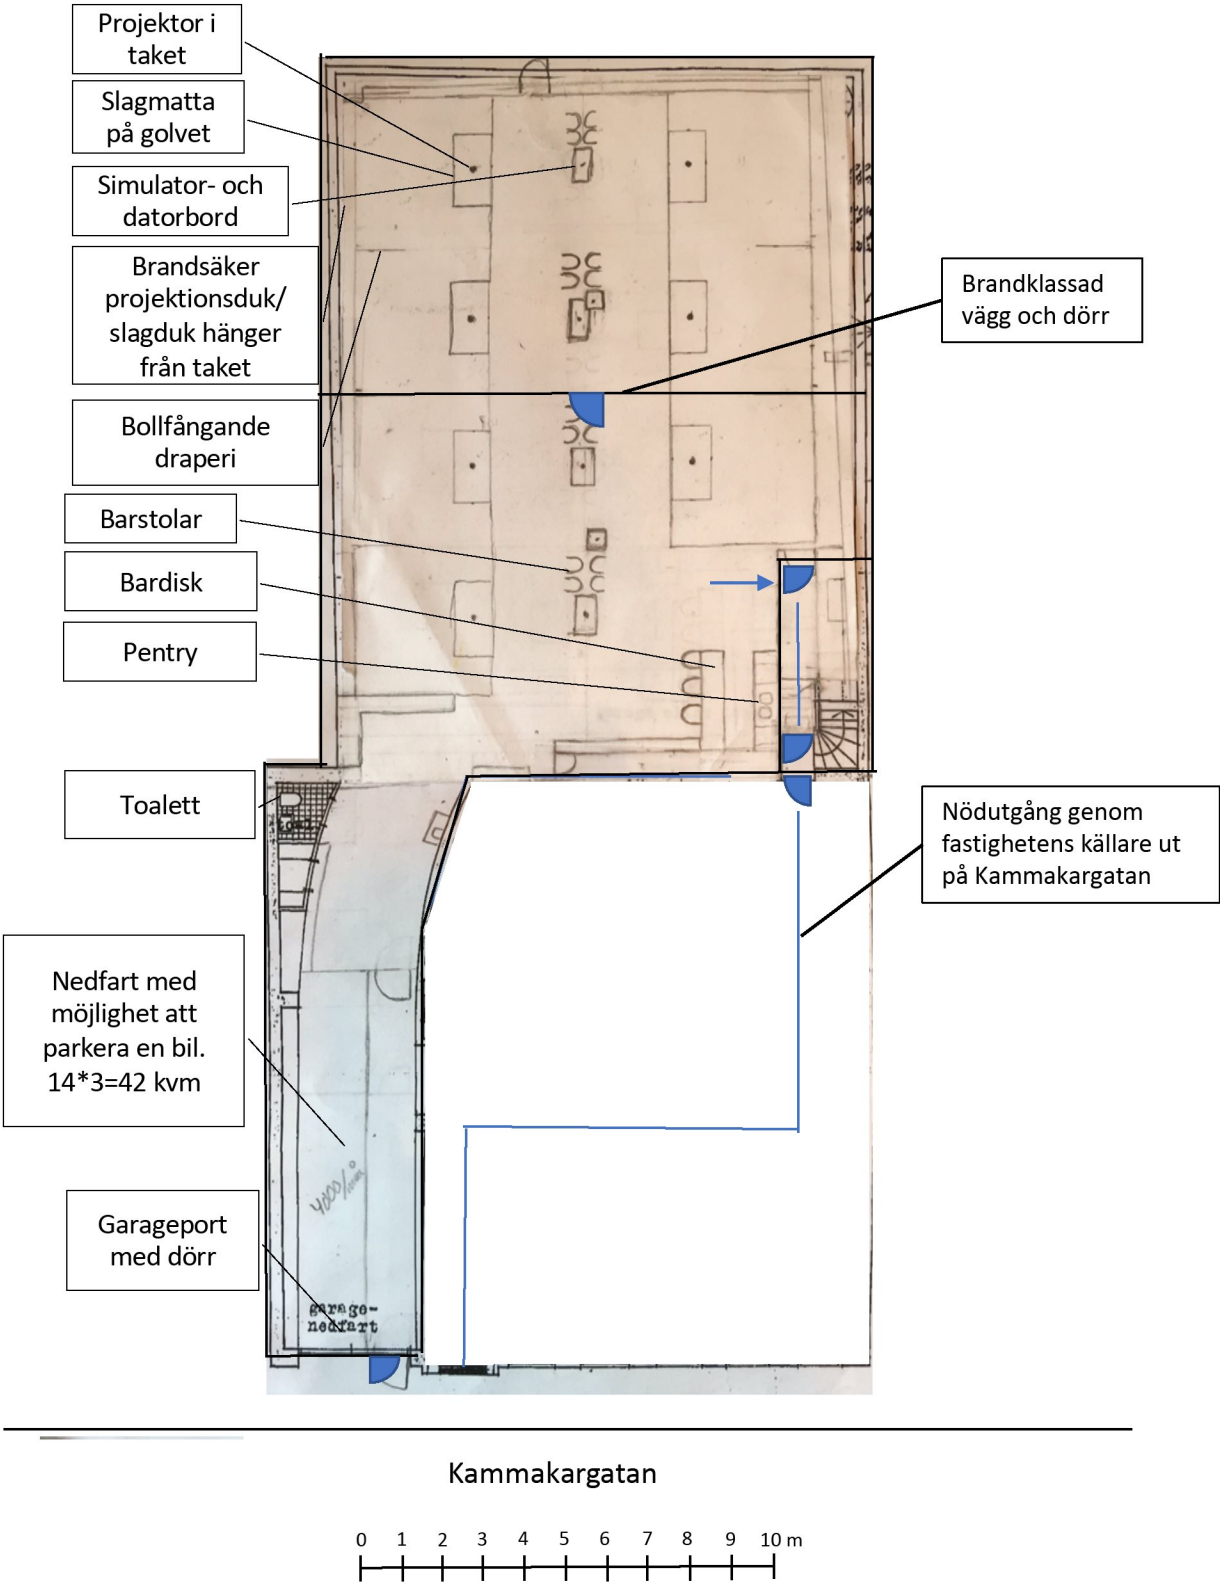 Projektor i
taket
Slagmatta
på golvet
Simulator- och
datorbord
Brandsäker
projektionsduk/
slagduk hänger
från taket
Bollfångande
draperi
Barstolar
Bardisk
Pentry
Toalett
Nedfart med
möjlighet att
parkera en bil.
14*3=42 kvm
Garageport
med dörr
Brandklassad
vägg och dörr
Nödutgång genom
fastighetens källare ut
på Kammakargatan
4000/mån
garage-
nedfart
Kammakargatan
0 1 2 3 4 5 6 7 8 9 10 m